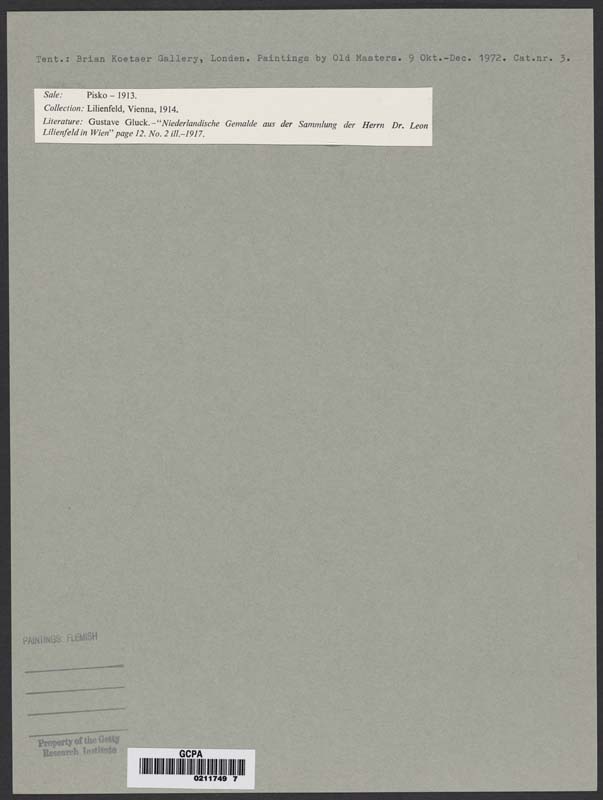 Tent.: Brian Koetser Gallery, Londen. Paintings by Old Masters. 9 Okt.-Dec. 1972. Cat.nr. 3.
Sale: Pisko – 1913.
Collection: Lilienfeld, Vienna, 1914.
Literature: Gustave Gluck.–"Niederlandische Gemalde aus der Sammlung der Herrn Dr. Leon
Lilienfeld in Wien" page 12. No. 2 ill.–1917.
PAINTINGS: FLEMISH
Property of the Getty
Research Institute
GCPA
0211749 7